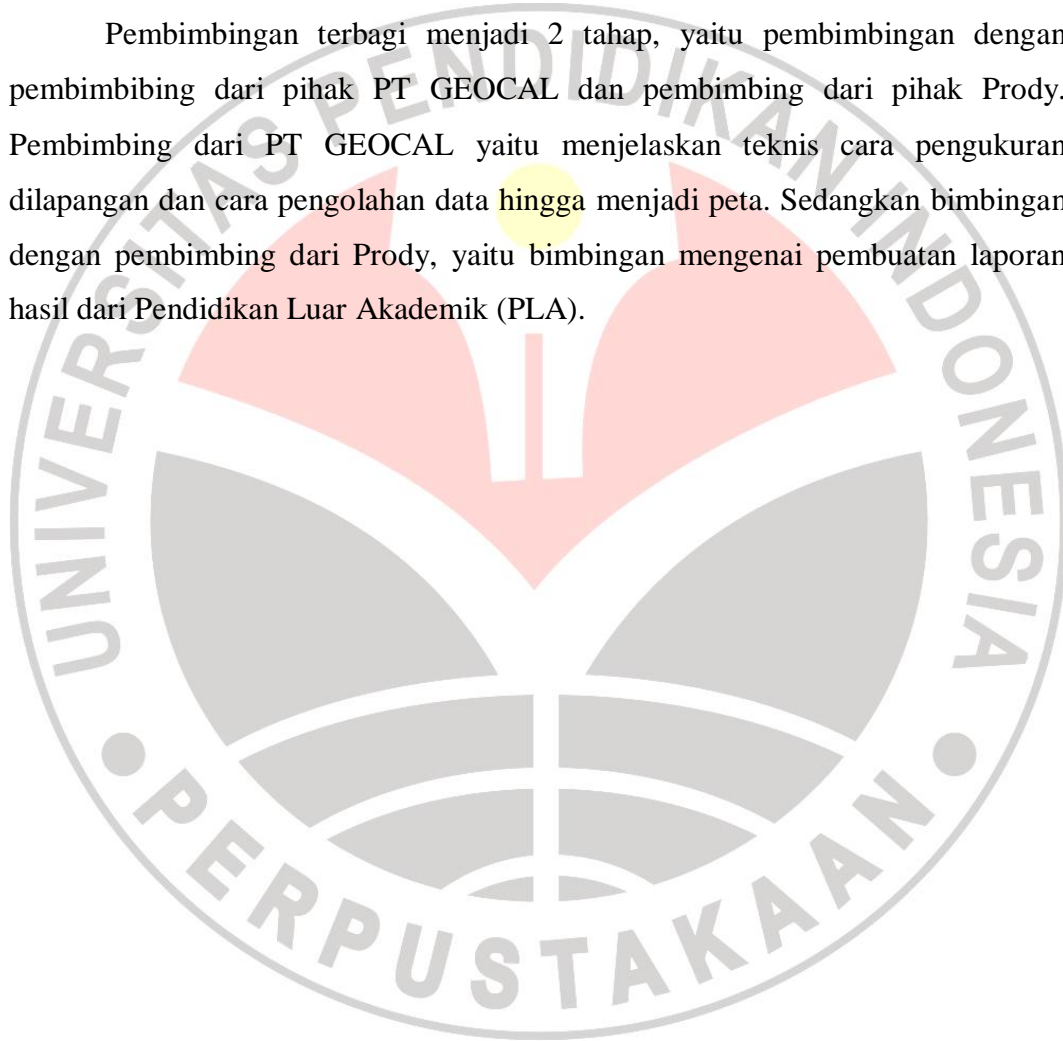 Pembimbingan terbagi menjadi 2 tahap, yaitu pembimbingan dengan
pembimbibing dari pihak PT GEOCAL dan pembimbing dari pihak Prody.
Pembimbing dari PT GEOCAL yaitu menjelaskan teknis cara pengukuran
dilapangan dan cara pengolahan data hingga menjadi peta. Sedangkan bimbingan
dengan pembimbing dari Prody, yaitu bimbingan mengenai pembuatan laporan
hasil dari Pendidikan Luar Akademik (PLA).
UNIVERSITAS PENDIDIKAN INDONESIA
PERPUSTAKAAN